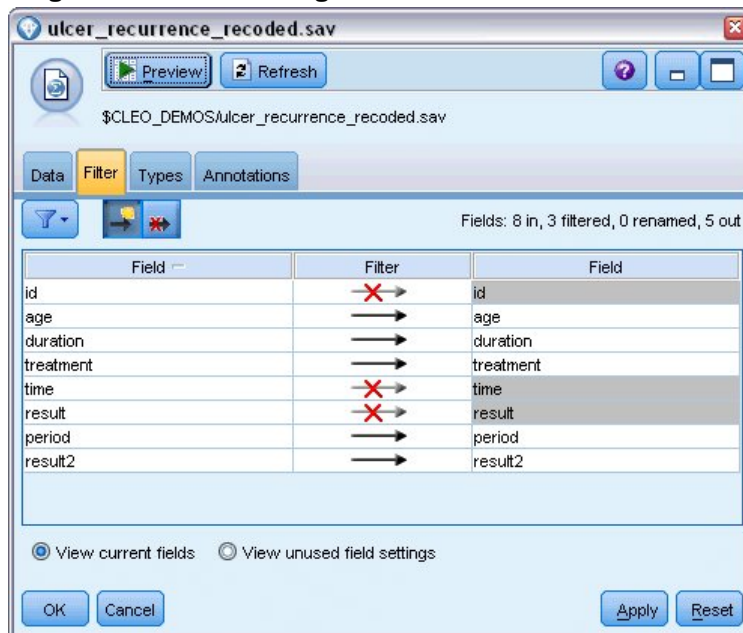 ulcer_recurrence_recoded.sav
Preview Refresh
$CLEO_DEMOS/ulcer_recurrence_recoded.sav
Data Filter Types Annotations
Fields: 8 in, 3 filtered, 0 renamed, 5 out
Field Filter Field
id id
age age
duration duration
treatment treatment
time time
result result
period period
result2 result2
View current fields View unused field settings
OK Cancel Apply Reset